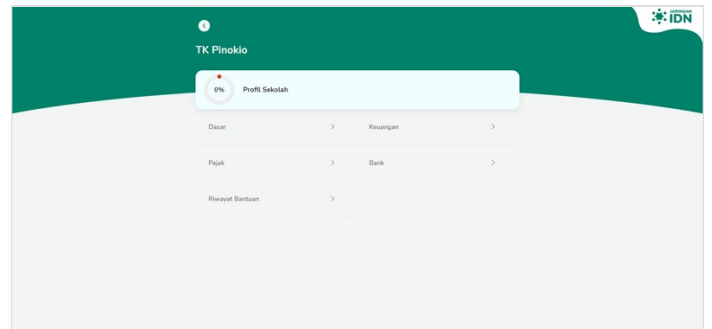 JARINGAN
IDN
TK Pinokio
0%
Profil Sekolah
Dasar
Keuangan
Pajak
Bank
Riwayat Bantuan